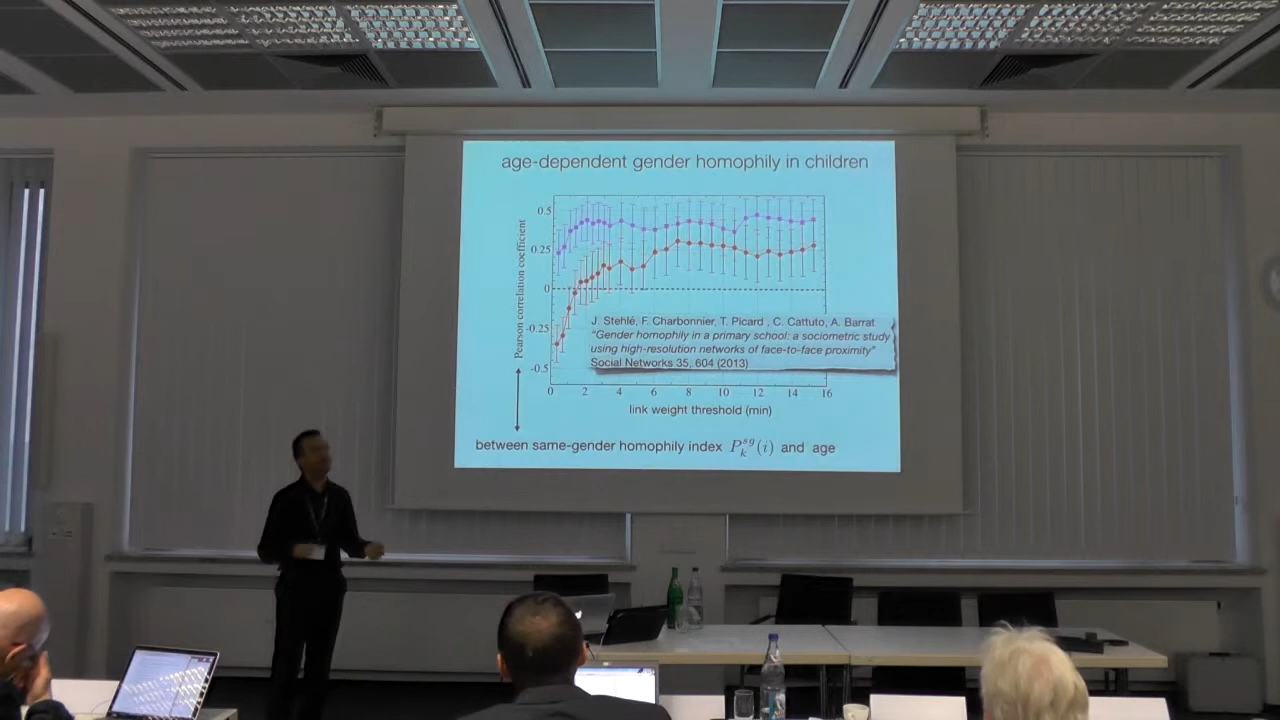 age-dependent gender homophily in children
0.5
0.25
0
-0.25
-0.5
Pearson correlation coefficient
J. Stehlé, F. Charbonnier, T. Picard , C. Cattuto, A. Barrat
"Gender homophily in a primary school: a sociometric study
using high-resolution networks of face-to-face proximity"
Social Networks 35, 604 (2013)
0 2 4 6 8 10 12 14 16
link weight threshold (min)
between same-gender homophily index P_k^{sg}(i) and age